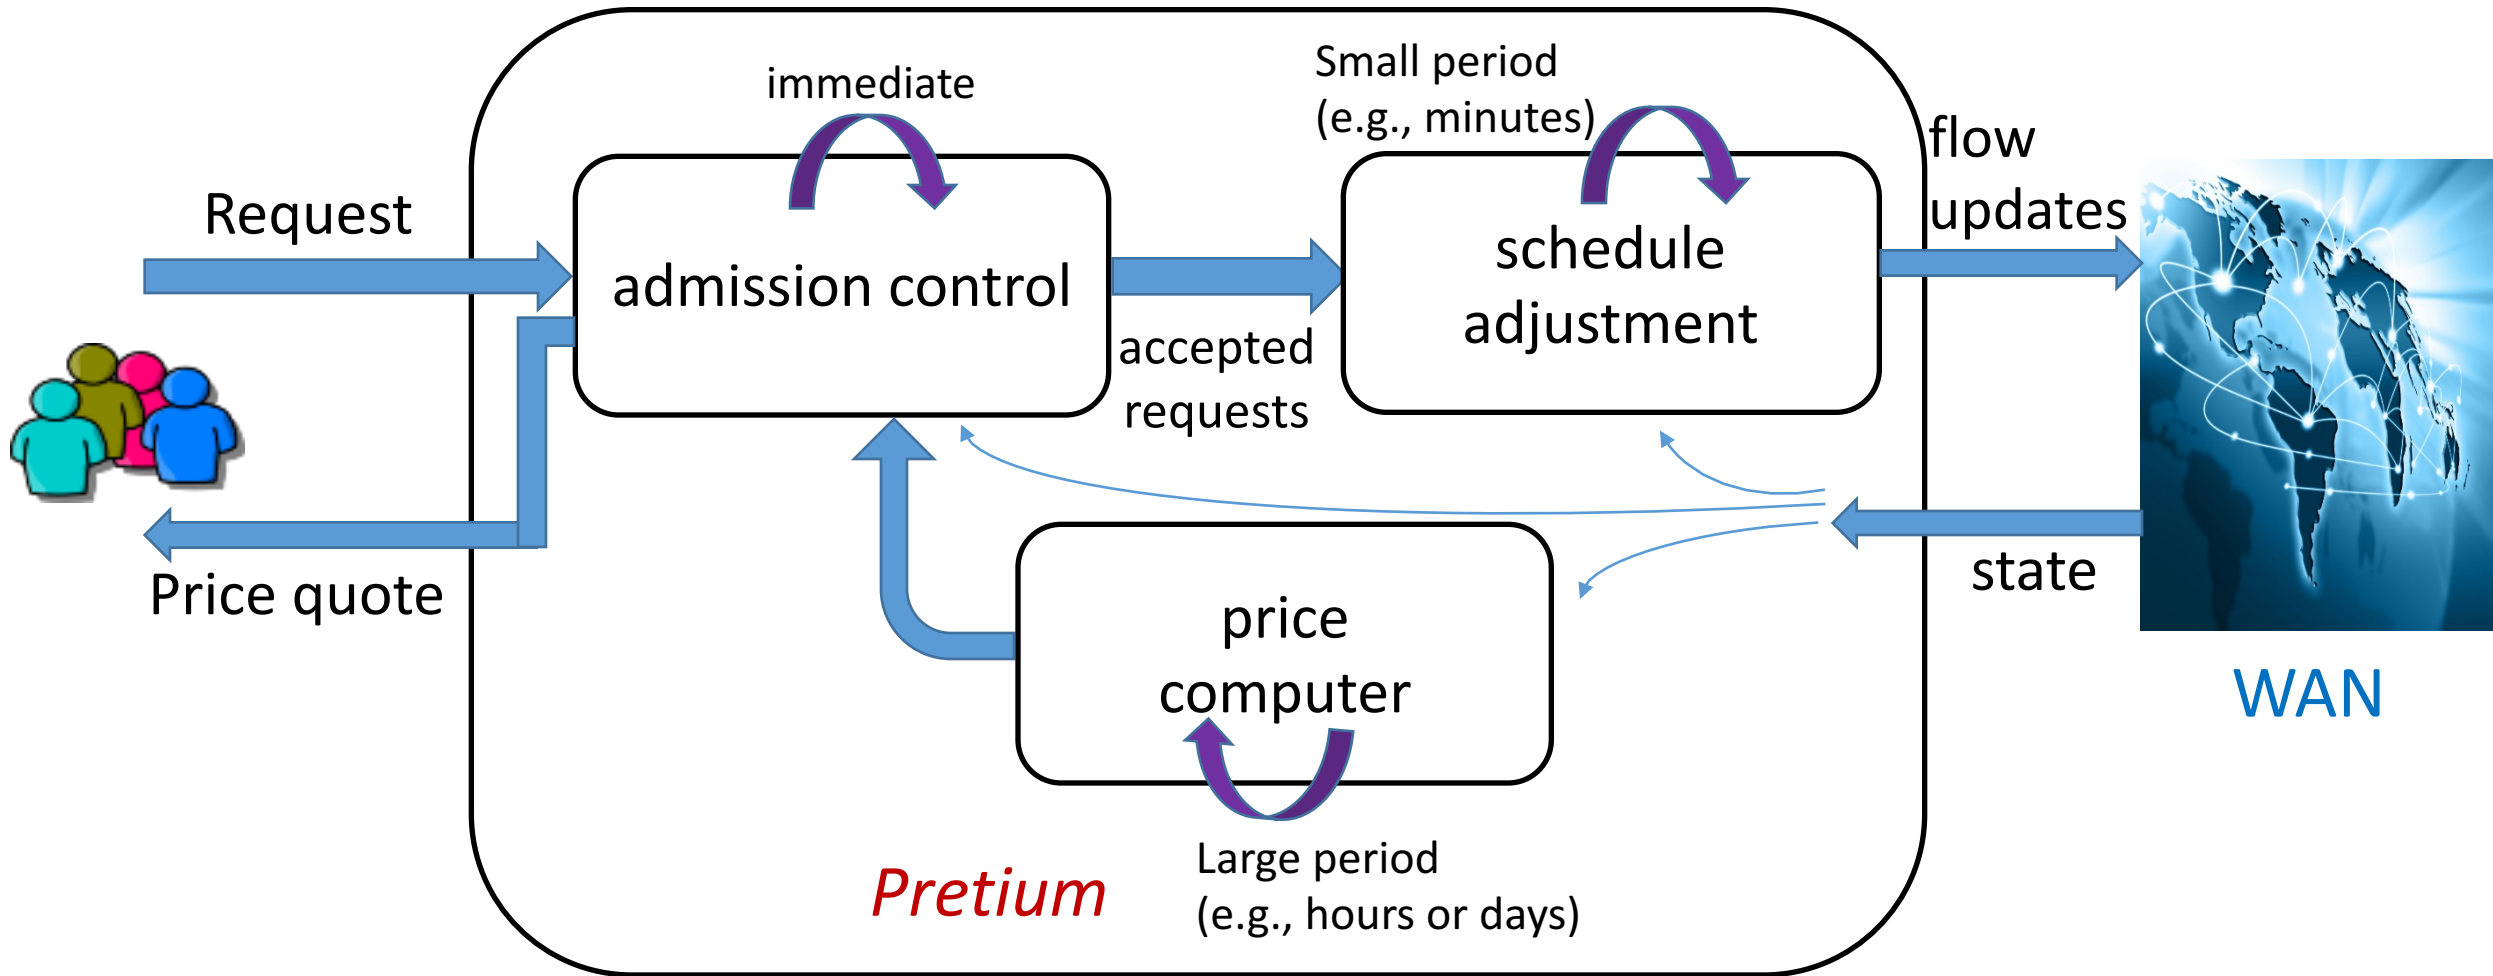 immediate
Small period
(e.g., minutes)
flow
updates
Request
admission control
schedule
adjustment
accepted
requests
Price quote
state
price
computer
WAN
Pretium
Large period
(e.g., hours or days)